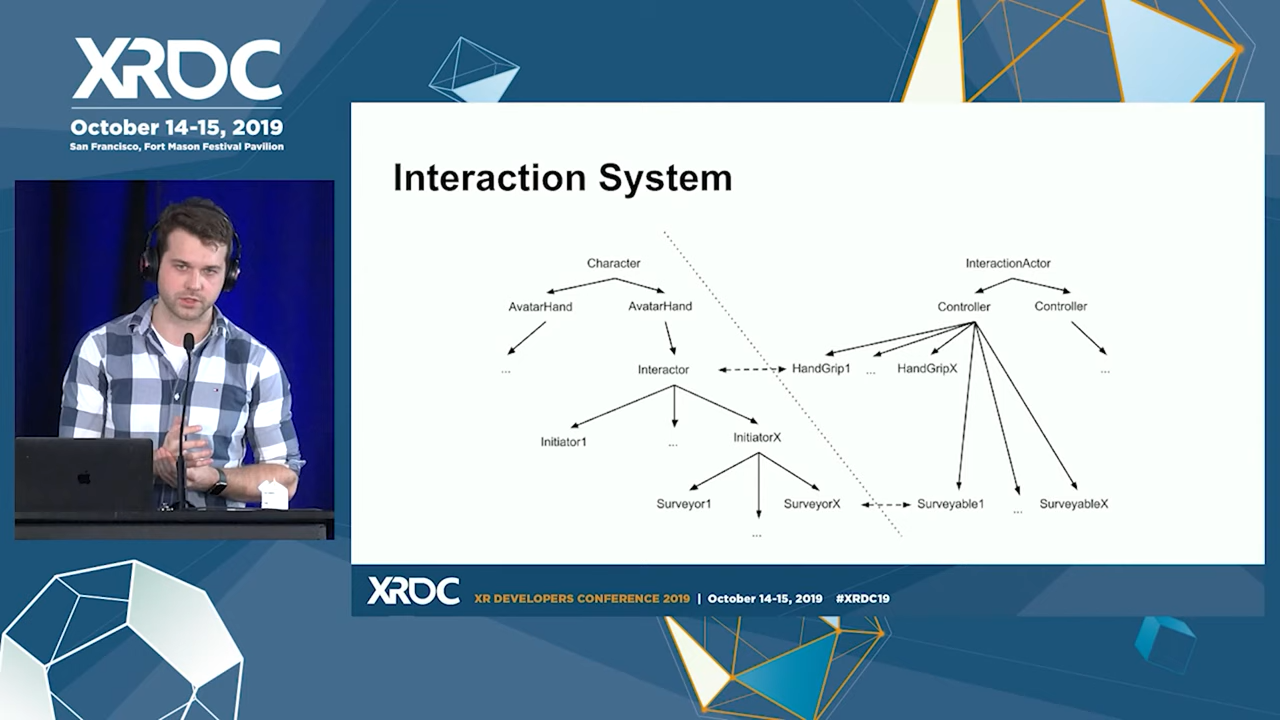 XRDC
October 14-15, 2019
San Francisco, Fort Mason Festival Pavilion
Interaction System
Character
InteractionActor
AvatarHand
AvatarHand
Controller
Controller
...
Interactor
HandGrip1
...
HandGripX
...
Initiator1
...
InitiatorX
Surveyor1
SurveyorX
Surveyable1
...
SurveyableX
...
XRDC
XR DEVELOPERS CONFERENCE 2019 | October 14-15, 2019 #XRDC19